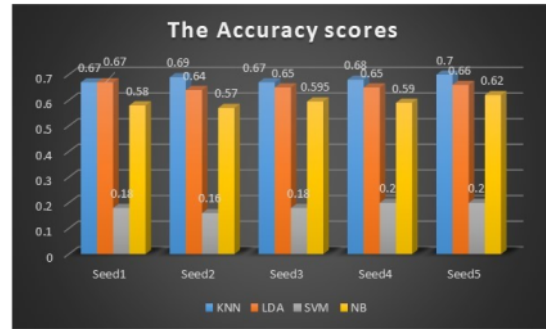 The Accuracy scores
0.67 0.67 0.69 0.67 0.68 0.7
0.64 0.65 0.65 0.66
0.58 0.57 0.595 0.59 0.62
0.18 0.16 0.18 0.2 0.2
0.7
0.6
0.5
0.4
0.3
0.2
0.1
0
Seed1 Seed2 Seed3 Seed4 Seed5
KNN LDA SVM NB